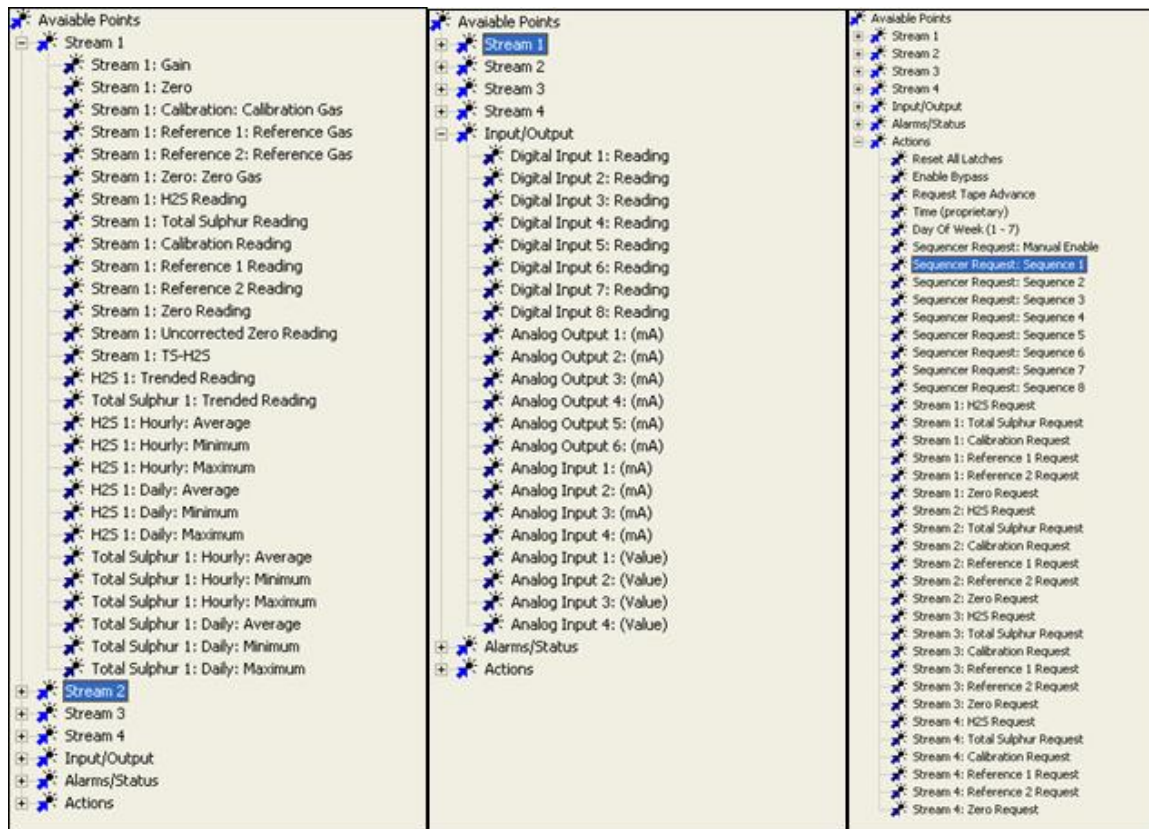 Avaiable Points
Stream 1
Stream 1: Gain
Stream 1: Zero
Stream 1: Calibration: Calibration Gas
Stream 1: Reference 1: Reference Gas
Stream 1: Reference 2: Reference Gas
Stream 1: Zero: Zero Gas
Stream 1: H2S Reading
Stream 1: Total Sulphur Reading
Stream 1: Calibration Reading
Stream 1: Reference 1 Reading
Stream 1: Reference 2 Reading
Stream 1: Zero Reading
Stream 1: Uncorrected Zero Reading
Stream 1: TS-H2S
H2S 1: Trended Reading
Total Sulphur 1: Trended Reading
H2S 1: Hourly: Average
H2S 1: Hourly: Minimum
H2S 1: Hourly: Maximum
H2S 1: Daily: Average
H2S 1: Daily: Minimum
H2S 1: Daily: Maximum
Total Sulphur 1: Hourly: Average
Total Sulphur 1: Hourly: Minimum
Total Sulphur 1: Hourly: Maximum
Total Sulphur 1: Daily: Average
Total Sulphur 1: Daily: Minimum
Total Sulphur 1: Daily: Maximum
Stream 2
Stream 3
Stream 4
Input/Output
Alarms/Status
Actions
Avaiable Points
Stream 1
Stream 2
Stream 3
Stream 4
Input/Output
Digital Input 1: Reading
Digital Input 2: Reading
Digital Input 3: Reading
Digital Input 4: Reading
Digital Input 5: Reading
Digital Input 6: Reading
Digital Input 7: Reading
Digital Input 8: Reading
Analog Output 1: (mA)
Analog Output 2: (mA)
Analog Output 3: (mA)
Analog Output 4: (mA)
Analog Output 5: (mA)
Analog Output 6: (mA)
Analog Input 1: (mA)
Analog Input 2: (mA)
Analog Input 3: (mA)
Analog Input 4: (mA)
Analog Input 1: (Value)
Analog Input 2: (Value)
Analog Input 3: (Value)
Analog Input 4: (Value)
Alarms/Status
Actions
Avaiable Points
Stream 1
Stream 2
Stream 3
Stream 4
Input/Output
Alarms/Status
Actions
Reset All Latches
Enable Bypass
Request Tape Advance
Time (proprietary)
Day Of Week (1 - 7)
Sequencer Request: Manual Enable
Sequencer Request: Sequence 1
Sequencer Request: Sequence 2
Sequencer Request: Sequence 3
Sequencer Request: Sequence 4
Sequencer Request: Sequence 5
Sequencer Request: Sequence 6
Sequencer Request: Sequence 7
Sequencer Request: Sequence 8
Stream 1: H2S Request
Stream 1: Total Sulphur Request
Stream 1: Calibration Request
Stream 1: Reference 1 Request
Stream 1: Reference 2 Request
Stream 1: Zero Request
Stream 2: H2S Request
Stream 2: Total Sulphur Request
Stream 2: Calibration Request
Stream 2: Reference 1 Request
Stream 2: Reference 2 Request
Stream 2: Zero Request
Stream 3: H2S Request
Stream 3: Total Sulphur Request
Stream 3: Calibration Request
Stream 3: Reference 1 Request
Stream 3: Reference 2 Request
Stream 3: Zero Request
Stream 4: H2S Request
Stream 4: Total Sulphur Request
Stream 4: Calibration Request
Stream 4: Reference 1 Request
Stream 4: Reference 2 Request
Stream 4: Zero Request